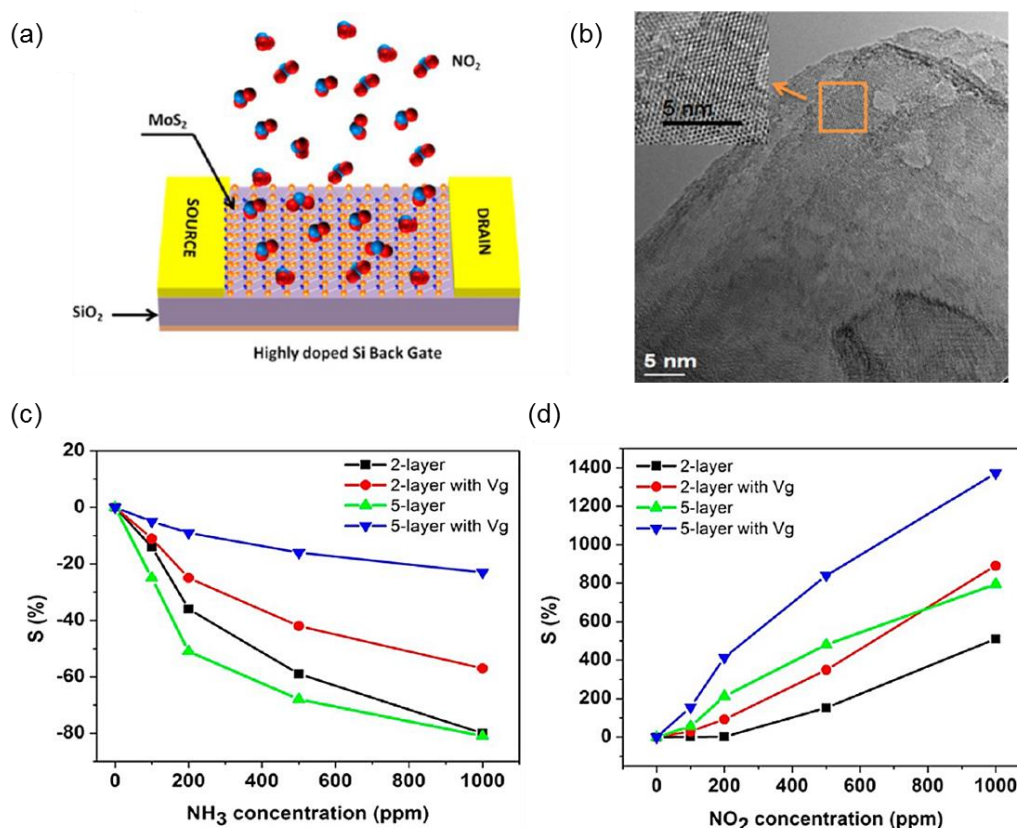 (a)
NO₂
MoS₂
SOURCE
DRAIN
SiO₂
Highly doped Si Back Gate
(b)
5 nm
5 nm
(c)
20
0
-20
-40
-60
-80
S (%)
2-layer
2-layer with Vg
5-layer
5-layer with Vg
0 200 400 600 800 1000
NH₃ concentration (ppm)
(d)
1400
1200
1000
800
600
400
200
0
S (%)
2-layer
2-layer with Vg
5-layer
5-layer with Vg
0 200 400 600 800 1000
NO₂ concentration (ppm)